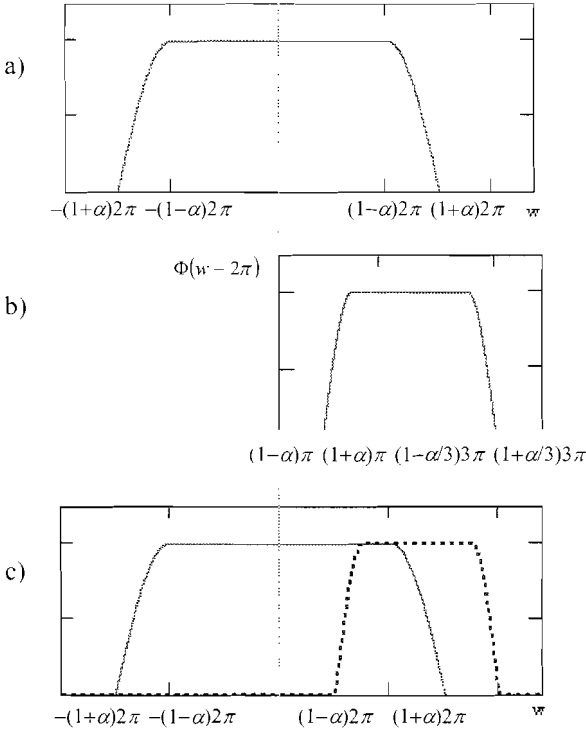 a)
−(1+α)2π −(1−α)2π (1−α)2π (1+α)2π w
Φ(w − 2π)
b)
(1−α)π (1+α)π (1−α/3)3π (1+α/3)3π
c)
−(1+α)2π −(1−α)2π (1−α)2π (1+α)2π w